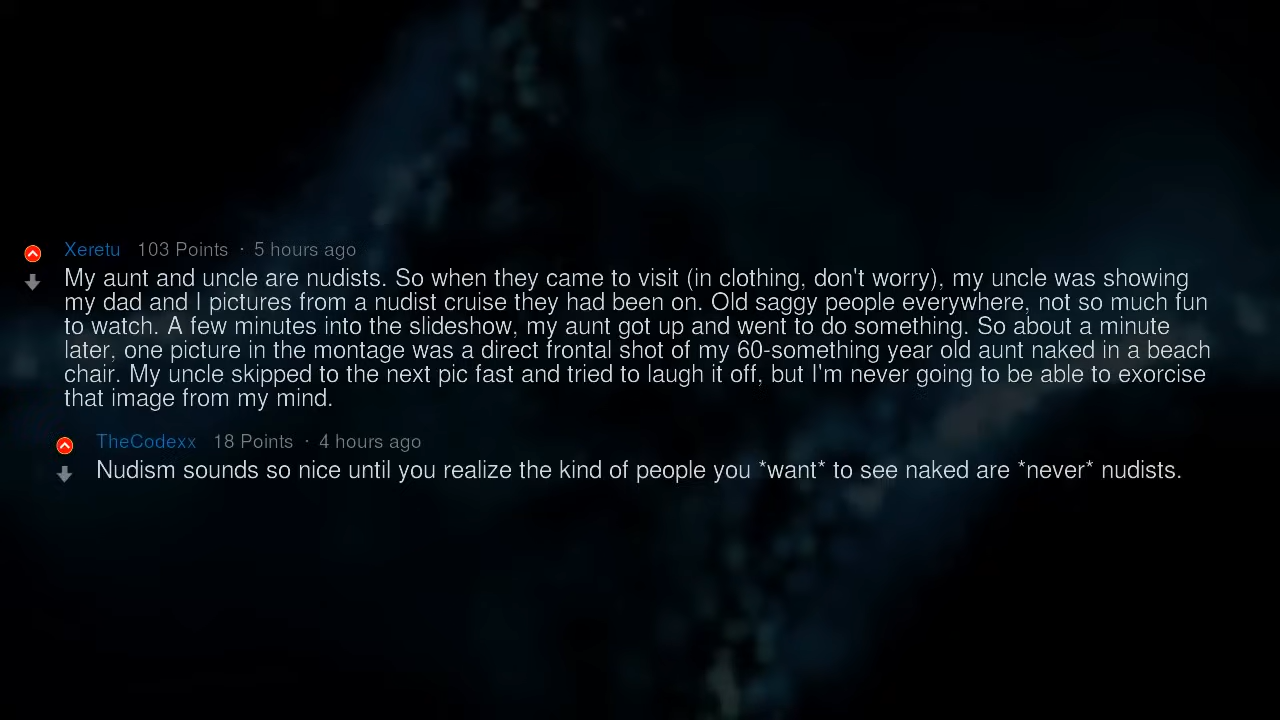 Xeretu 103 Points · 5 hours ago
My aunt and uncle are nudists. So when they came to visit (in clothing, don't worry), my uncle was showing
my dad and I pictures from a nudist cruise they had been on. Old saggy people everywhere, not so much fun
to watch. A few minutes into the slideshow, my aunt got up and went to do something. So about a minute
later, one picture in the montage was a direct frontal shot of my 60-something year old aunt naked in a beach
chair. My uncle skipped to the next pic fast and tried to laugh it off, but I'm never going to be able to exorcise
that image from my mind.
TheCodexx 18 Points · 4 hours ago
Nudism sounds so nice until you realize the kind of people you *want* to see naked are *never* nudists.